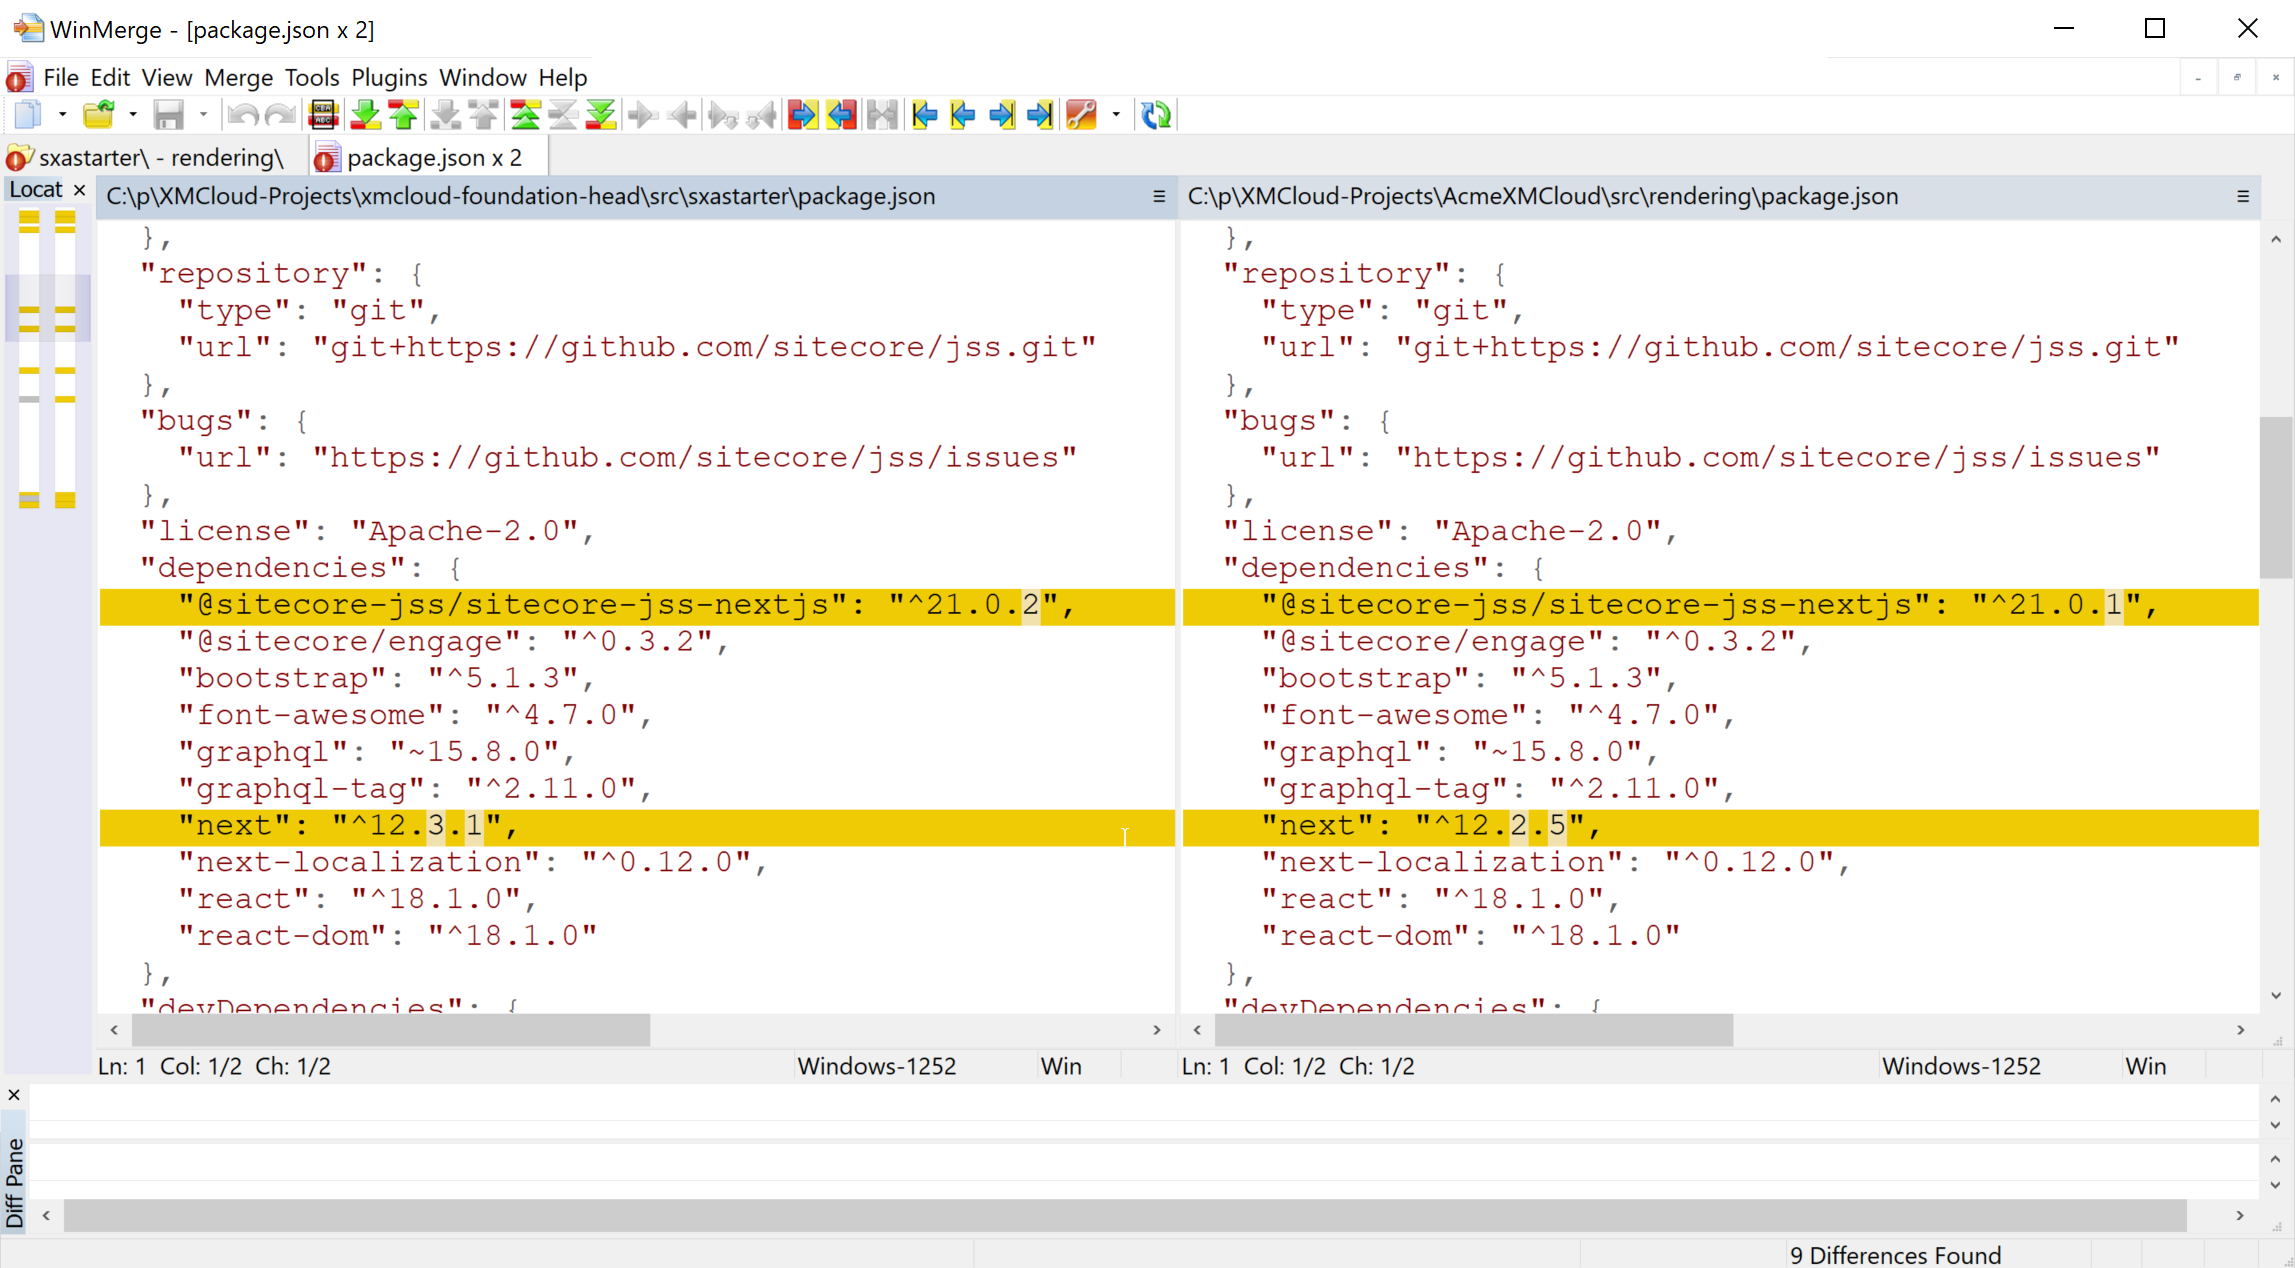 WinMerge - [package.json x 2]
File Edit View Merge Tools Plugins Window Help
sxastarter\ - rendering\
package.json x 2
Locat
C:\p\XMCloud-Projects\xmcloud-foundation-head\src\sxastarter\package.json
},
"repository": {
"type": "git",
"url": "git+https://github.com/sitecore/jss.git"
},
"bugs": {
"url": "https://github.com/sitecore/jss/issues"
},
"license": "Apache-2.0",
"dependencies": {
"@sitecore-jss/sitecore-jss-nextjs": "^21.0.2",
"@sitecore/engage": "^0.3.2",
"bootstrap": "^5.1.3",
"font-awesome": "^4.7.0",
"graphql": "~15.8.0",
"graphql-tag": "^2.11.0",
"next": "^12.3.1",
"next-localization": "^0.12.0",
"react": "^18.1.0",
"react-dom": "^18.1.0"
},
"devDependencies": {
Ln: 1 Col: 1/2 Ch: 1/2
Windows-1252
Win
C:\p\XMCloud-Projects\AcmeXMCloud\src\rendering\package.json
},
"repository": {
"type": "git",
"url": "git+https://github.com/sitecore/jss.git"
},
"bugs": {
"url": "https://github.com/sitecore/jss/issues"
},
"license": "Apache-2.0",
"dependencies": {
"@sitecore-jss/sitecore-jss-nextjs": "^21.0.1",
"@sitecore/engage": "^0.3.2",
"bootstrap": "^5.1.3",
"font-awesome": "^4.7.0",
"graphql": "~15.8.0",
"graphql-tag": "^2.11.0",
"next": "^12.2.5",
"next-localization": "^0.12.0",
"react": "^18.1.0",
"react-dom": "^18.1.0"
},
"devDependencies": {
Ln: 1 Col: 1/2 Ch: 1/2
Windows-1252
Win
Diff Pane
9 Differences Found